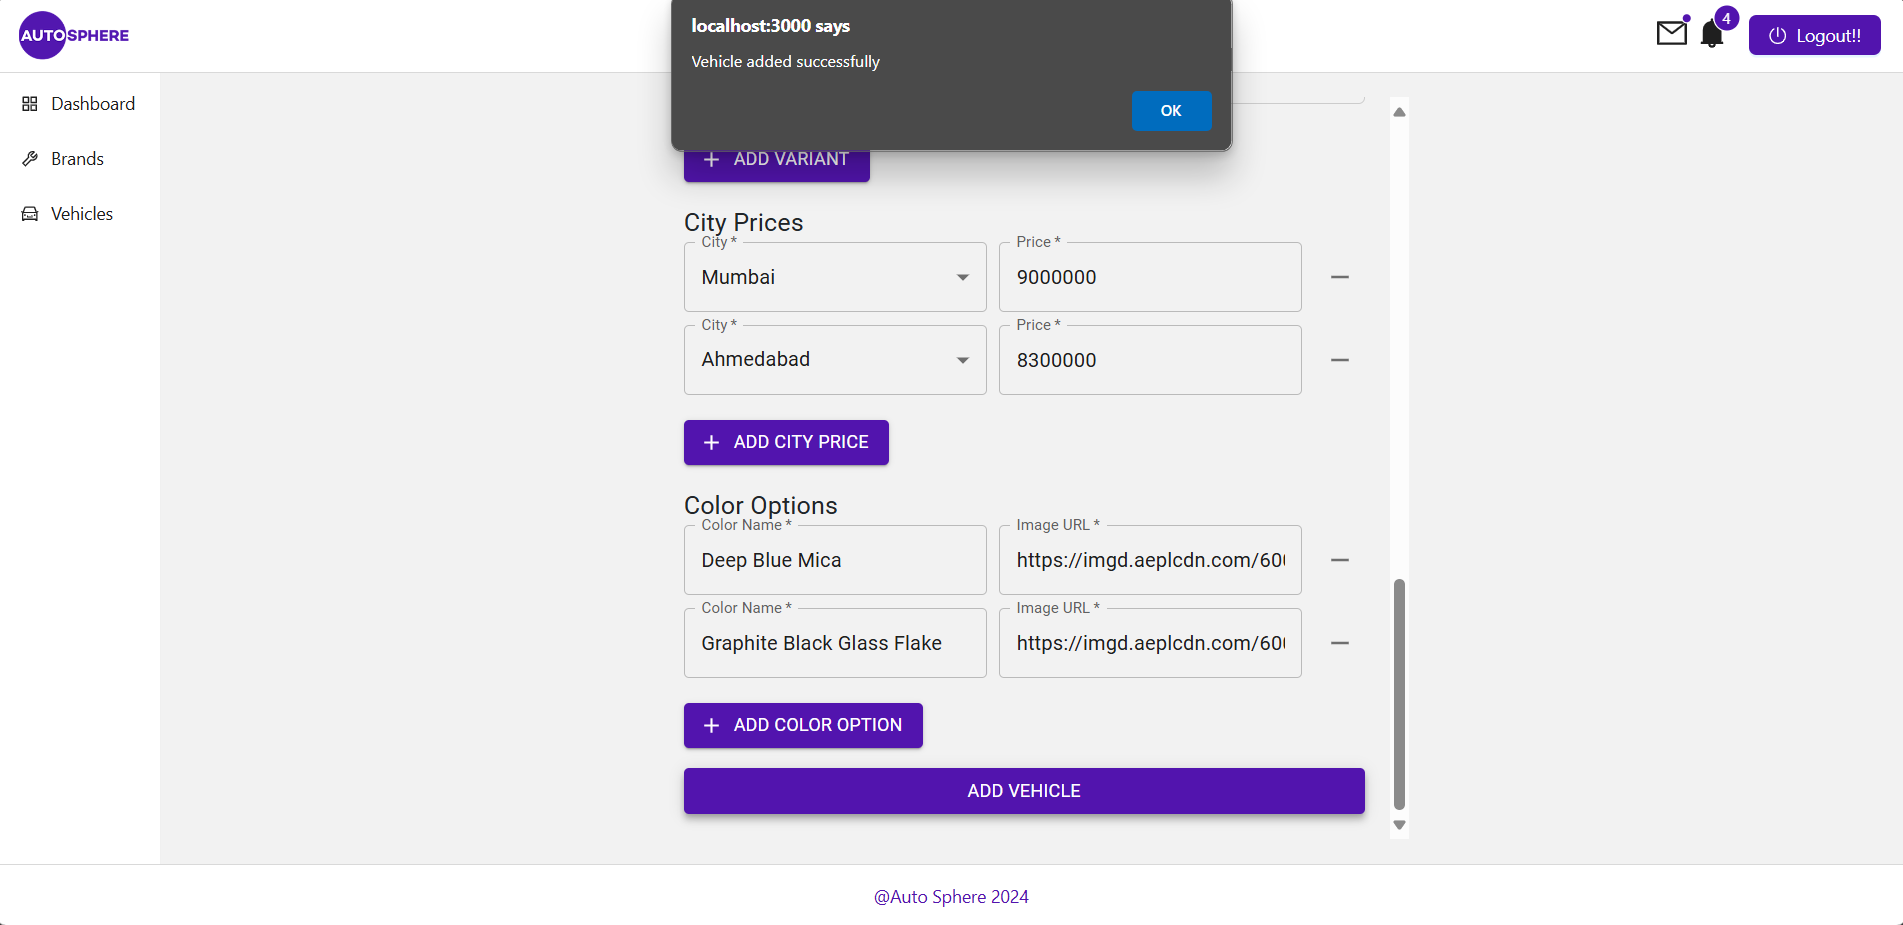 AUTOSPHERE
localhost:3000 says
Vehicle added successfully
OK
4
Logout!!
Dashboard
Brands
Vehicles
ADD VARIANT
City Prices
City *
Price *
Mumbai
9000000
City *
Price *
Ahmedabad
8300000
ADD CITY PRICE
Color Options
Color Name *
Image URL *
Deep Blue Mica
https://imgd.aeplcdn.com/60
Color Name *
Image URL *
Graphite Black Glass Flake
https://imgd.aeplcdn.com/60
ADD COLOR OPTION
ADD VEHICLE
@Auto Sphere 2024